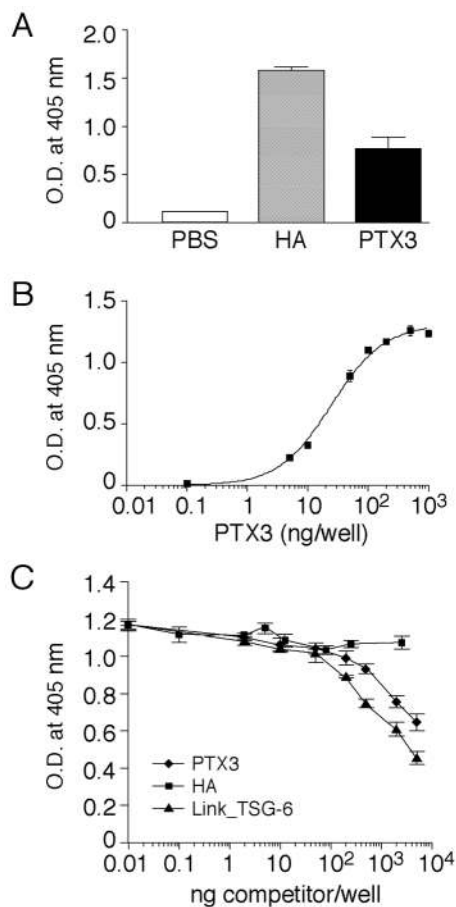 A
O.D. at 405 nm
2.0
1.5
1.0
0.5
0
PBS HA PTX3
B
O.D. at 405 nm
1.5
1.0
0.5
0
0.01 0.1 1 10 10² 10³
PTX3 (ng/well)
C
O.D. at 405 nm
1.4
1.2
1.0
0.8
0.6
0.4
0.2
0
PTX3
HA
Link_TSG-6
0.01 0.1 1 10 10² 10³ 10⁴
ng competitor/well